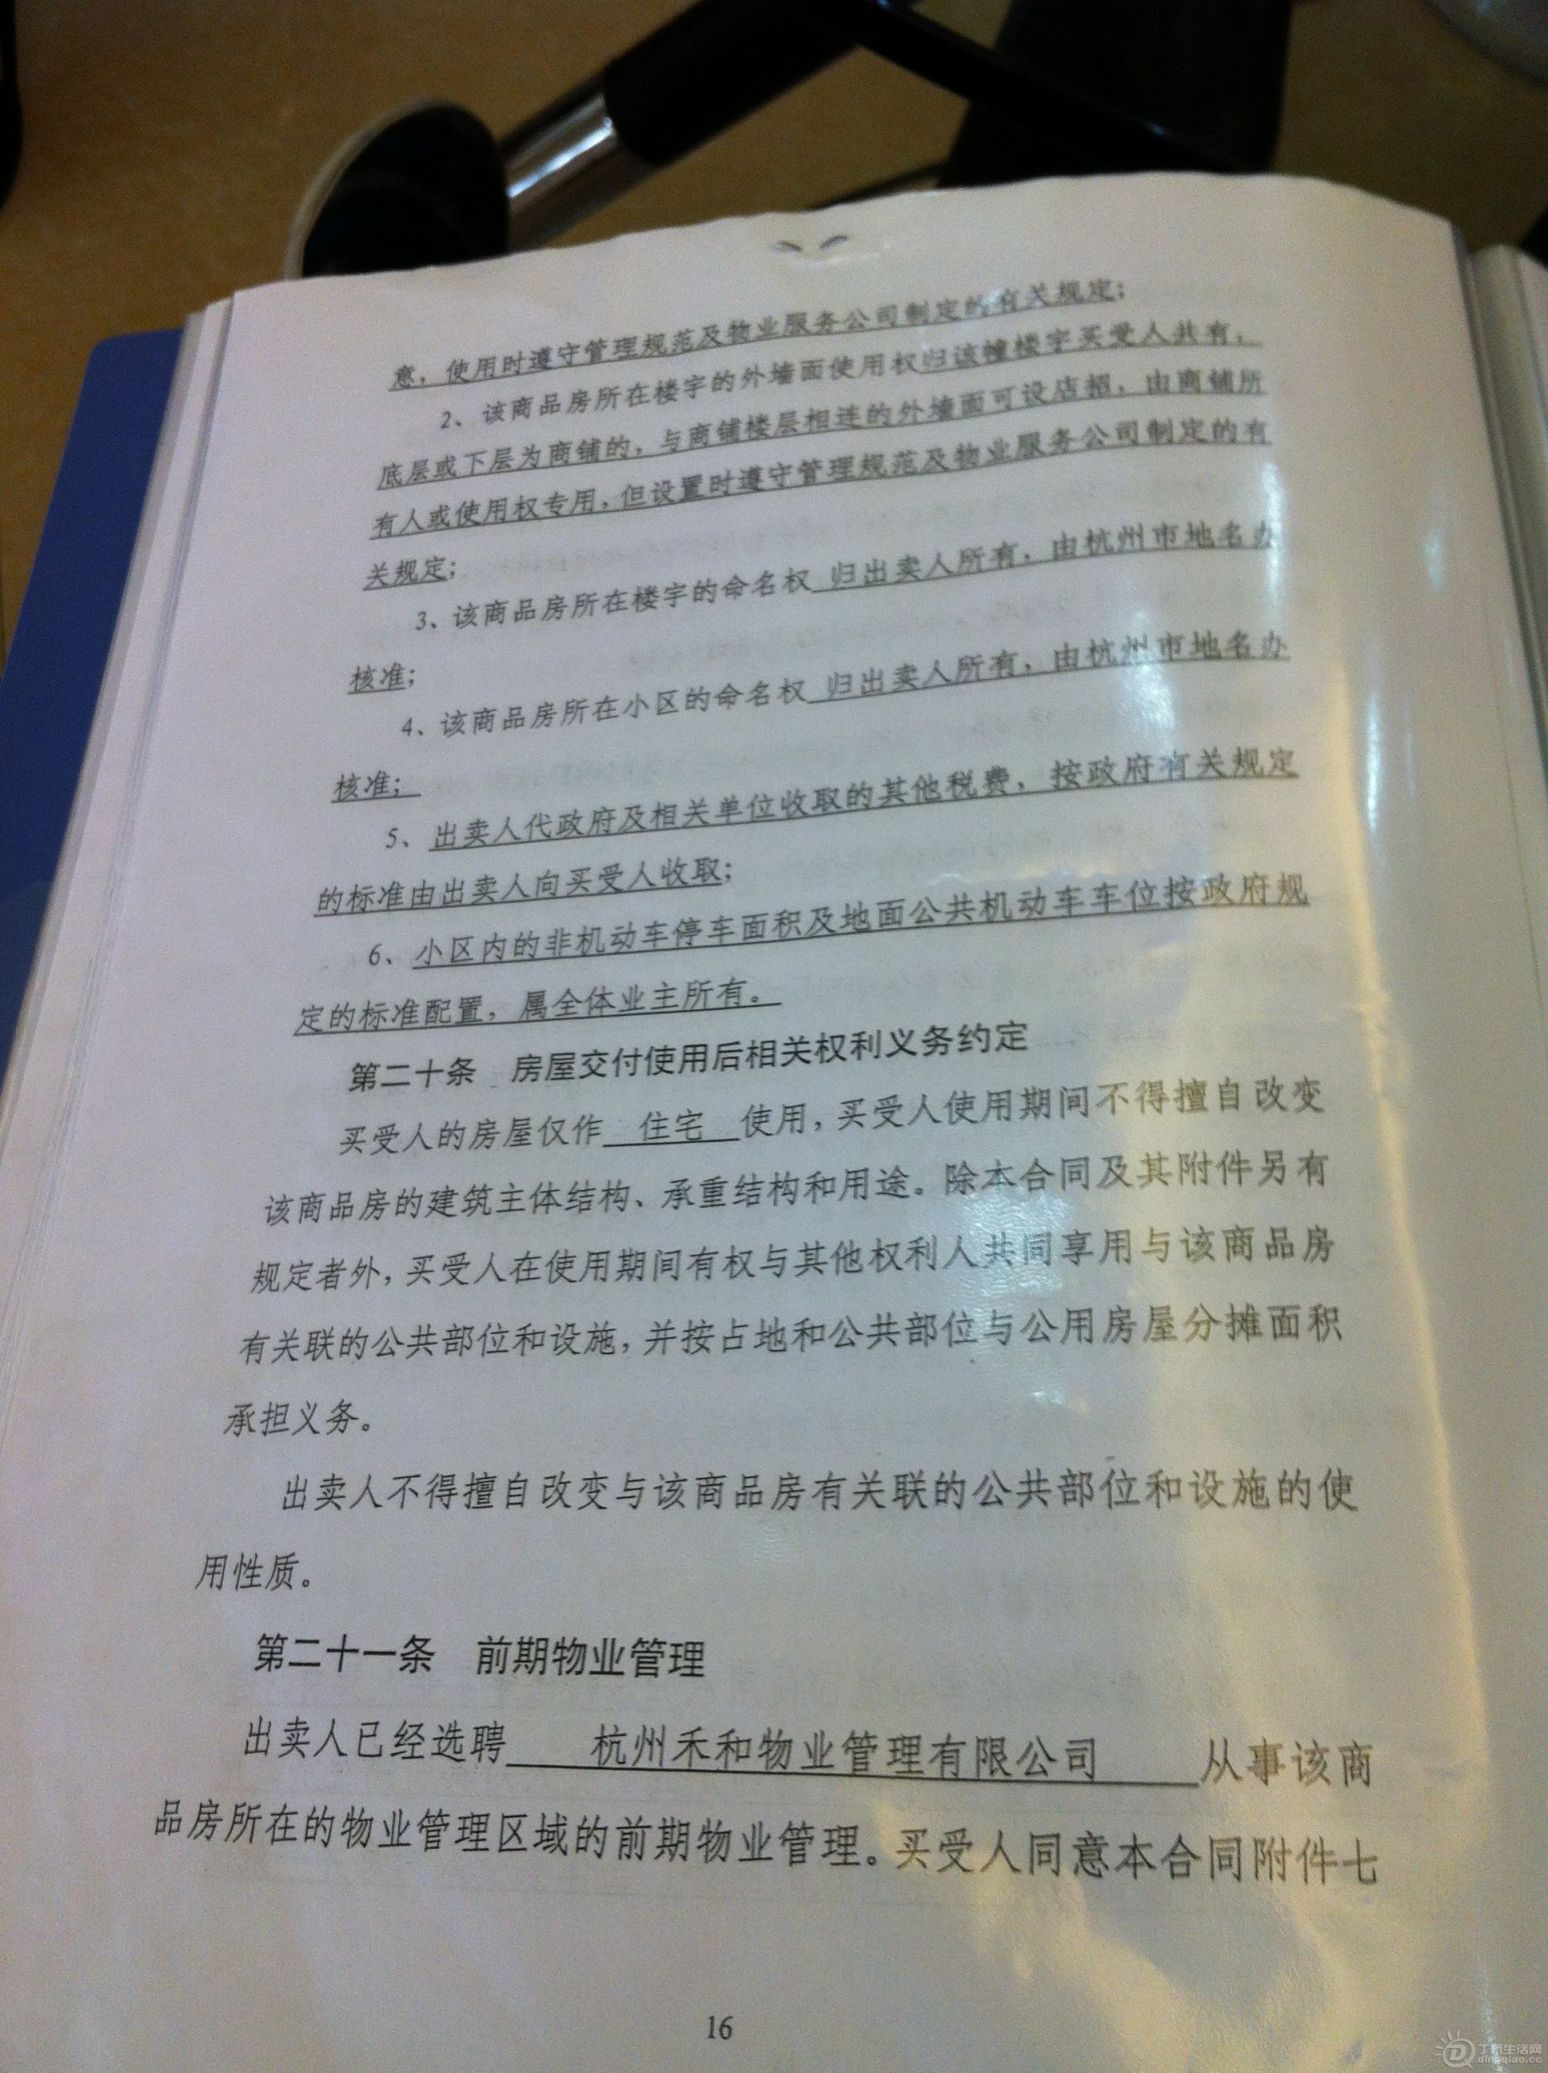 意，使用时遵守管理规范及物业服务公司制定的有关规定；
2、该商品房所在楼宇的外墙面使用权归该幢楼宇买受人共有，
底层或下层为商铺的，与商铺楼层相连的外墙面可设店招，由商铺所
有人或使用权专用，但设置时遵守管理规范及物业服务公司制定的有
关规定；
3、该商品房所在楼宇的命名权 归出卖人所有，由杭州市地名办
核准；
4、该商品房所在小区的命名权 归出卖人所有，由杭州市地名办
核准；
5、出卖人代政府及相关单位收取的其他税费，按政府有关规定
的标准由出卖人向买受人收取；
6、小区内的非机动车停车面积及地面公共机动车车位按政府规
定的标准配置，属全体业主所有。
第二十条 房屋交付使用后相关权利义务约定
买受人的房屋仅作 住宅 使用，买受人使用期间不得擅自改变
该商品房的建筑主体结构、承重结构和用途。除本合同及其附件另有
规定者外，买受人在使用期间有权与其他权利人共同享用与该商品房
有关联的公共部位和设施，并按占地和公共部位与公用房屋分摊面积
承担义务。
出卖人不得擅自改变与该商品房有关联的公共部位和设施的使
用性质。
第二十一条 前期物业管理
出卖人已经选聘 杭州禾和物业管理有限公司 从事该商
品房所在的物业管理区域的前期物业管理。买受人同意本合同附件七
16
丁桥生活网
dingqiao.cc